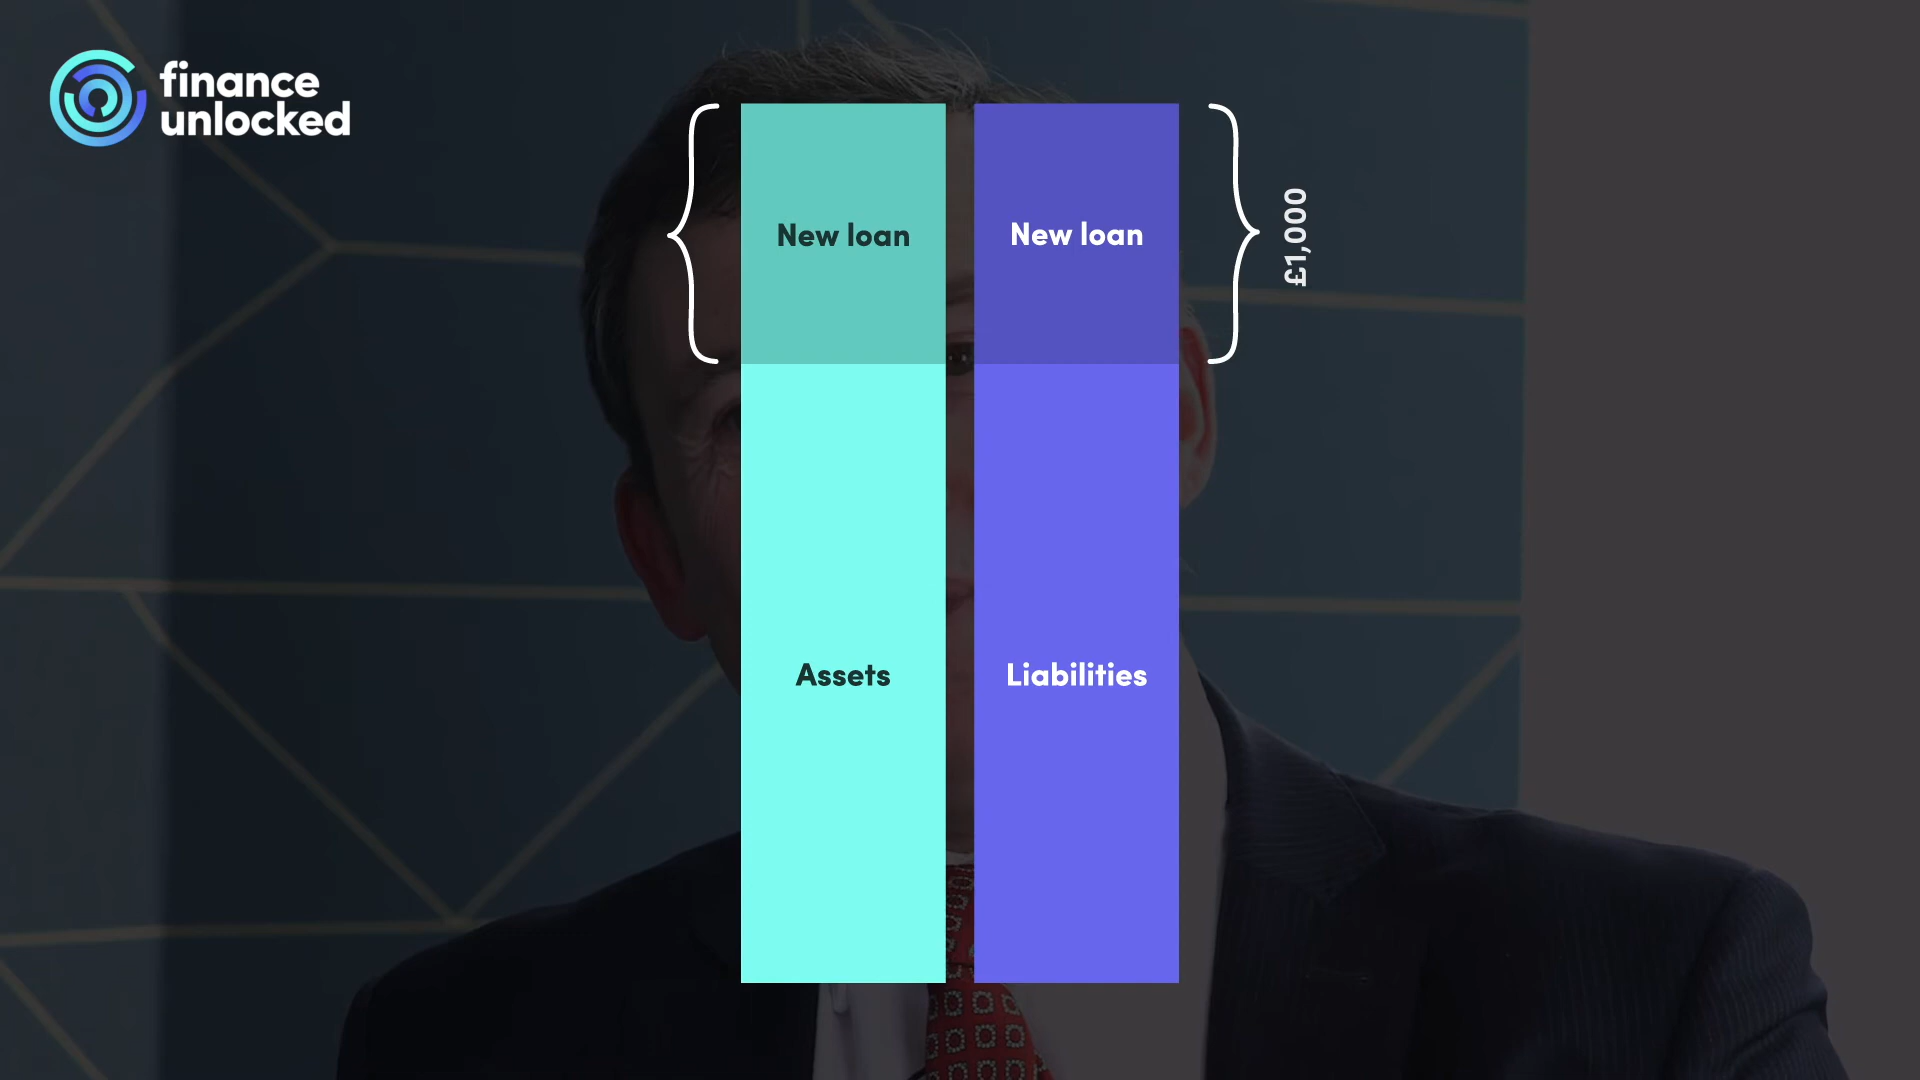 finance
unlocked
New loan
New loan
£1,000
Assets
Liabilities